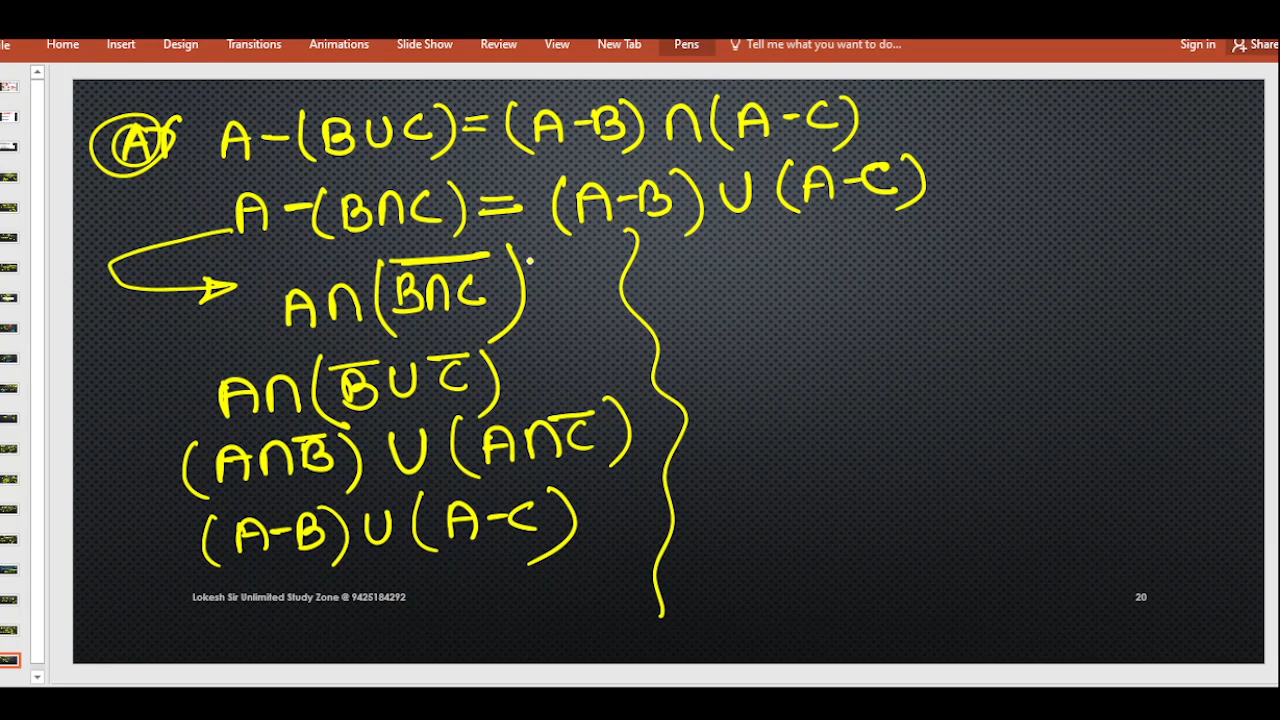 ile Home Insert Design Transitions Animations Slide Show Review View New Tab Pens Tell me what you want to do... Sign in Share
A-(B∪C)=(A-B)∩(A-C)
A-(B∩C)=(A-B)∪(A-C)
A∩(B̅∩̅C̅)
A∩(B̅∪C̅)
(A∩B̅)∪(A∩C̅)
(A-B)∪(A-C)
Lokesh Sir Unlimited Study Zone @ 9425184292 20